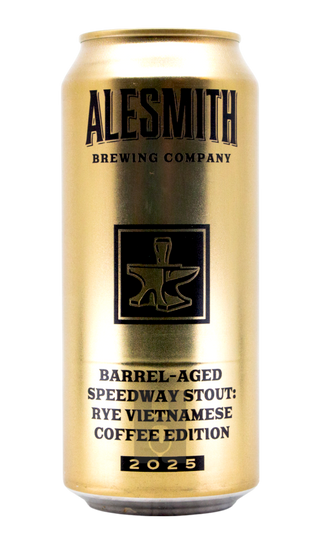 ALESMITH
BREWING COMPANY
BARREL-AGED
SPEEDWAY STOUT:
RYE VIETNAMESE
COFFEE EDITION
2025